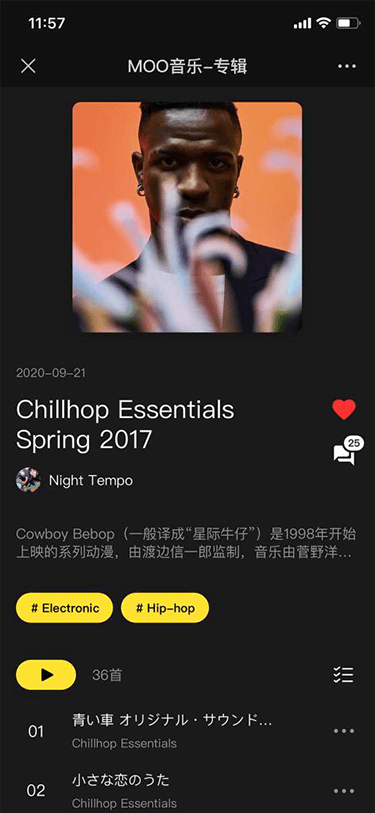 11:57
MOO音乐-专辑
2020-09-21
Chillhop Essentials
Spring 2017
25
Night Tempo
Cowboy Bebop（一般译成“星际牛仔”）是1998年开始
上映的系列动漫，由渡边信一郎监制，音乐由菅野洋...
# Electronic
# Hip-hop
36首
01
青い車 オリジナル・サウンド...
Chillhop Essentials
02
小さな恋のうた
Chillhop Essentials